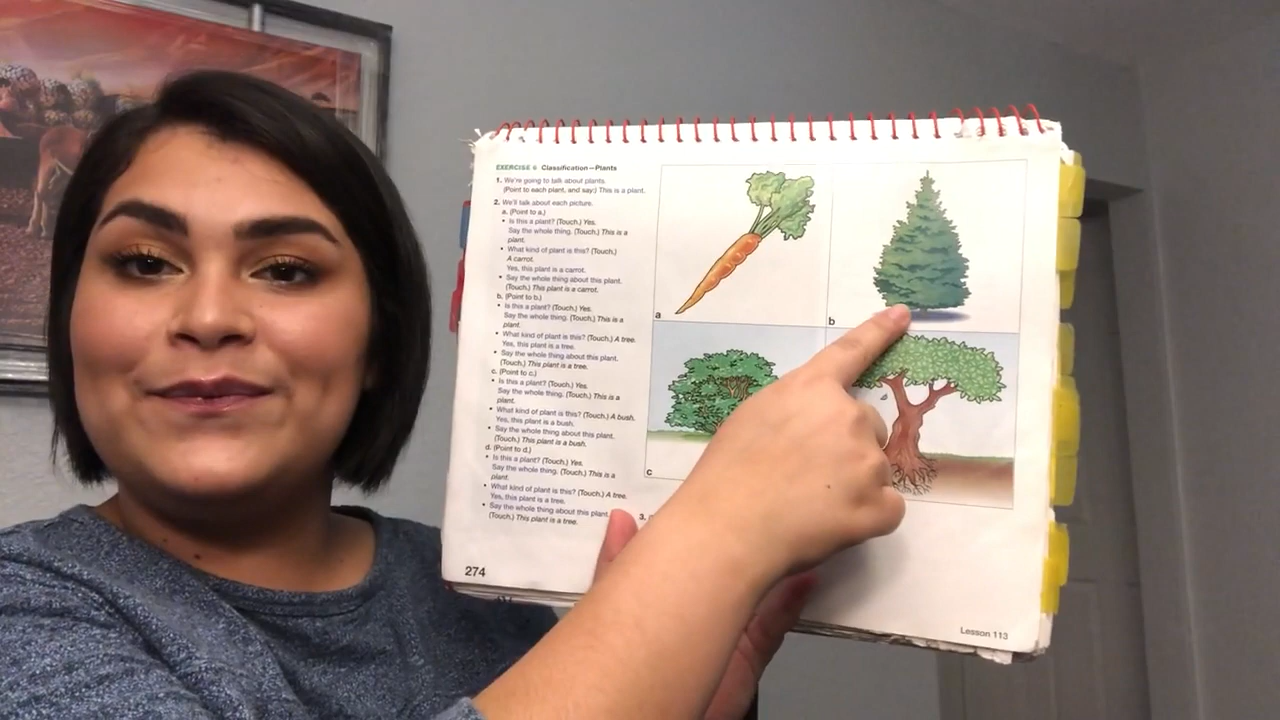 EXERCISE 6 Classification—Plants
1. We're going to talk about plants.
(Point to each plant, and say:) This is a plant.
2. We'll talk about each picture.
a. (Point to a.)
• Is this a plant? (Touch.) Yes.
Say the whole thing. (Touch.) This is a
plant.
• What kind of plant is this? (Touch.)
A carrot.
Yes, this plant is a carrot.
• Say the whole thing about this plant.
(Touch.) This plant is a carrot.
b. (Point to b.)
• Is this a plant? (Touch.) Yes.
Say the whole thing. (Touch.) This is a
plant.
• What kind of plant is this? (Touch.) A tree.
Yes, this plant is a tree.
• Say the whole thing about this plant.
(Touch.) This plant is a tree.
c. (Point to c.)
• Is this a plant? (Touch.) Yes.
Say the whole thing. (Touch.) This is a
plant.
• What kind of plant is this? (Touch.) A bush.
Yes, this plant is a bush.
• Say the whole thing about this plant.
(Touch.) This plant is a bush.
d. (Point to d.)
• Is this a plant? (Touch.) Yes.
Say the whole thing. (Touch.) This is a
plant.
• What kind of plant is this? (Touch.) A tree.
Yes, this plant is a tree.
• Say the whole thing about this plant.
(Touch.) This plant is a tree.
a
b
c
3.
274
Lesson 113